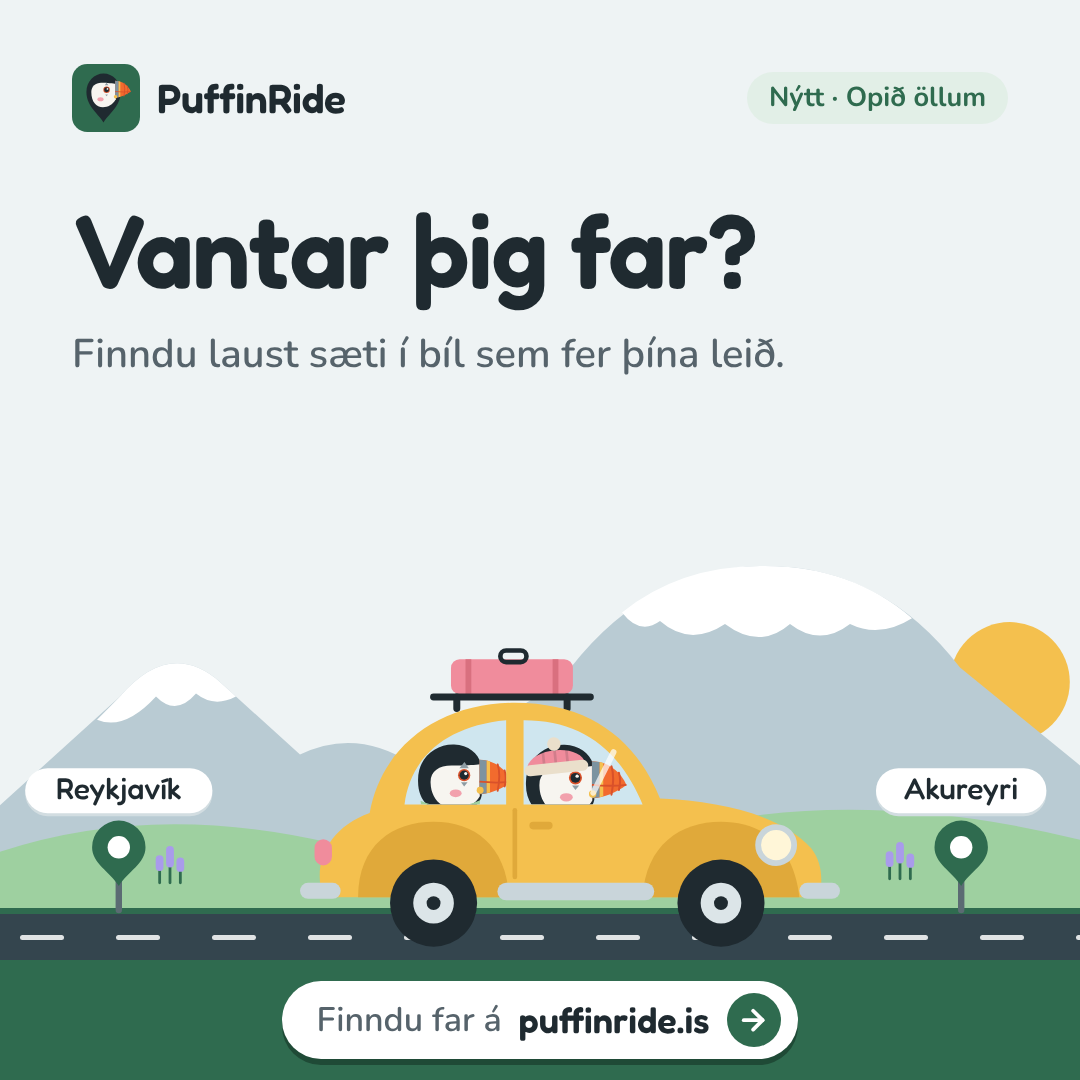 PuffinRide
Nýtt · Opið öllum
Vantar þig far?
Finndu laust sæti í bíl sem fer þína leið.
Reykjavík
Akureyri
Finndu far á puffinride.is